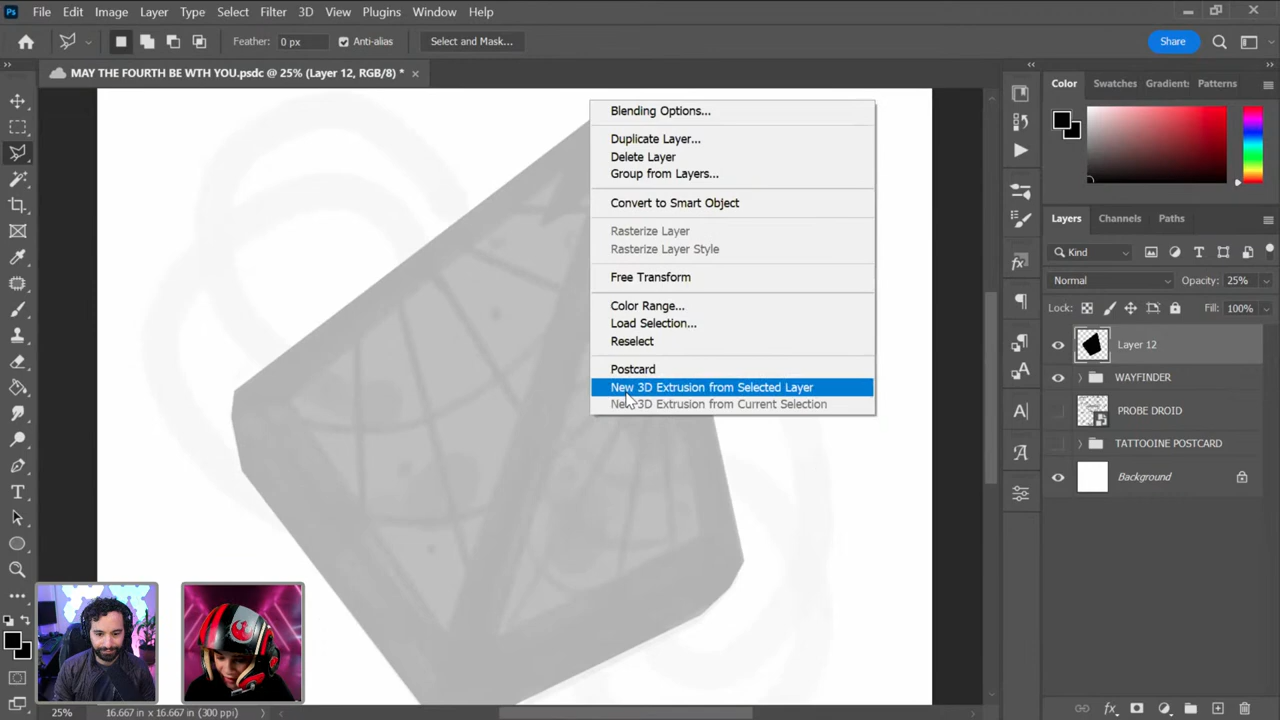 Ps File Edit Image Layer Type Select Filter 3D View Plugins Window Help
Feather: 0 px Anti-alias Select and Mask... Share
MAY THE FOURTH BE WTH YOU.psdc @ 25% (Layer 12, RGB/8) *
Color Swatches Gradient: Patterns
Blending Options...
Duplicate Layer...
Delete Layer
Group from Layers...
Convert to Smart Object
Rasterize Layer
Rasterize Layer Style
Free Transform
Color Range...
Load Selection...
Reselect
Postcard
New 3D Extrusion from Selected Layer
New 3D Extrusion from Current Selection
Layers Channels Paths
Kind
Normal Opacity: 25%
Lock: Fill: 100%
Layer 12
WAYFINDER
PROBE DROID
TATTOOINE POSTCARD
Background
25% 16.667 in x 16.667 in (300 ppi)